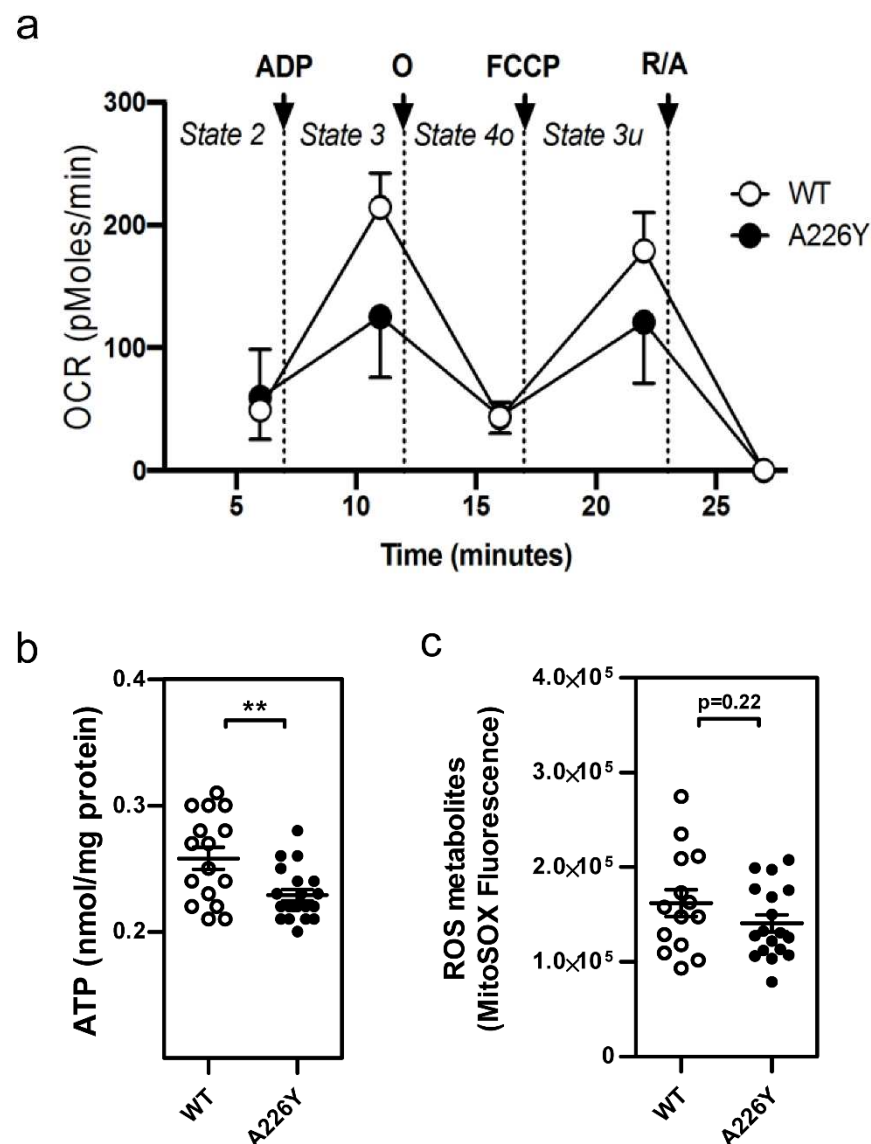 a
ADP O FCCP R/A
State 2 State 3 State 4o State 3u
300
200
100
0
OCR (pMoles/min)
5 10 15 20 25
Time (minutes)
WT
A226Y
b
0.4
0.3
0.2
ATP (nmol/mg protein)
**
WT A226Y
c
4.0×10⁵
3.0×10⁵
2.0×10⁵
1.0×10⁵
0
ROS metabolites
(MitoSOX Fluorescence)
p=0.22
WT A226Y